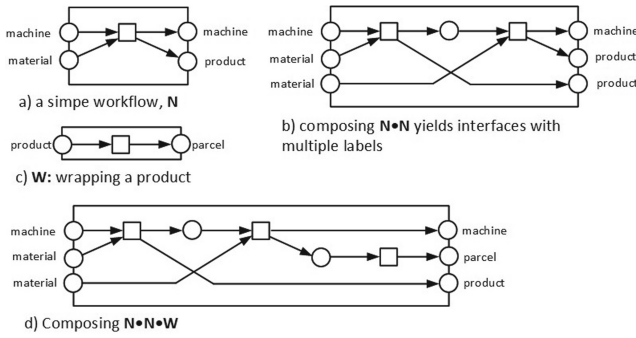 machine
material
machine
product
a) a simpe workflow, N
machine
material
material
machine
product
product
b) composing N•N yields interfaces with
multiple labels
product
parcel
c) W: wrapping a product
machine
material
material
machine
parcel
product
d) Composing N•N•W